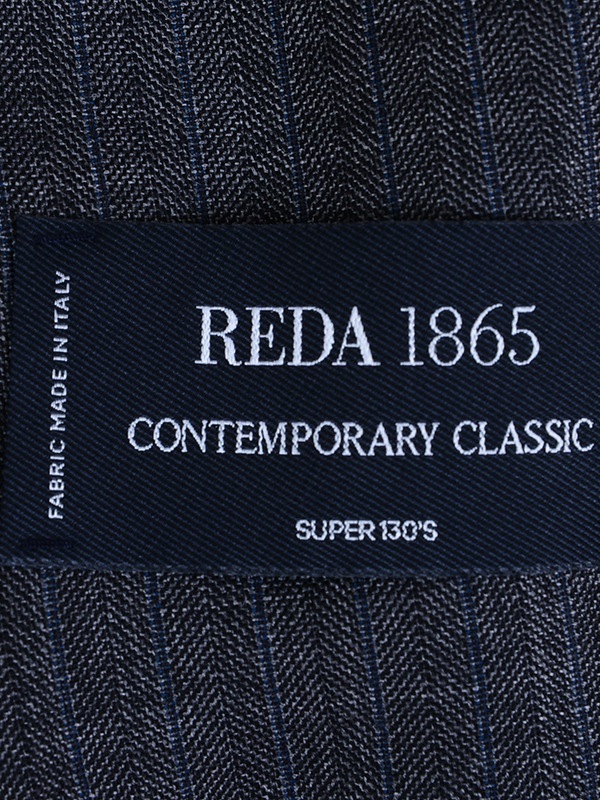 FABRIC MADE IN ITALY
REDA 1865
CONTEMPORARY CLASSIC
SUPER 130'S